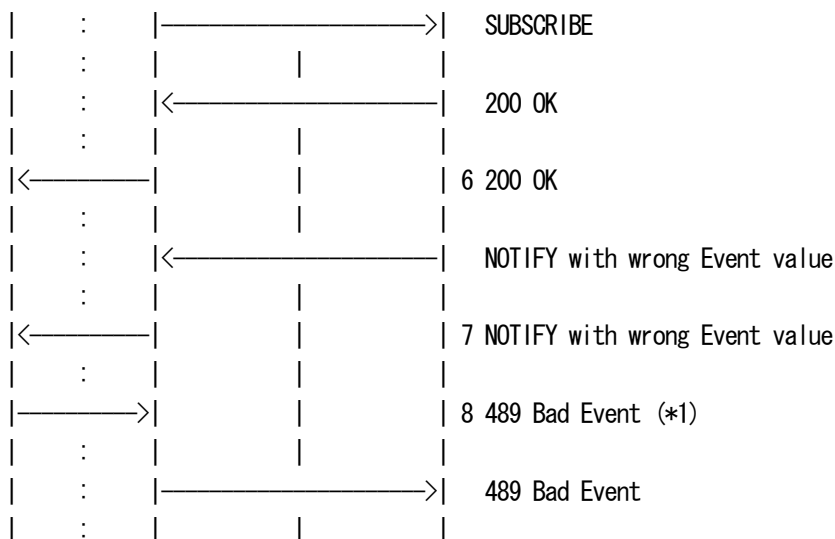 SUBSCRIBE
200 OK
6 200 OK
NOTIFY with wrong Event value
7 NOTIFY with wrong Event value
8 489 Bad Event (*1)
489 Bad Event